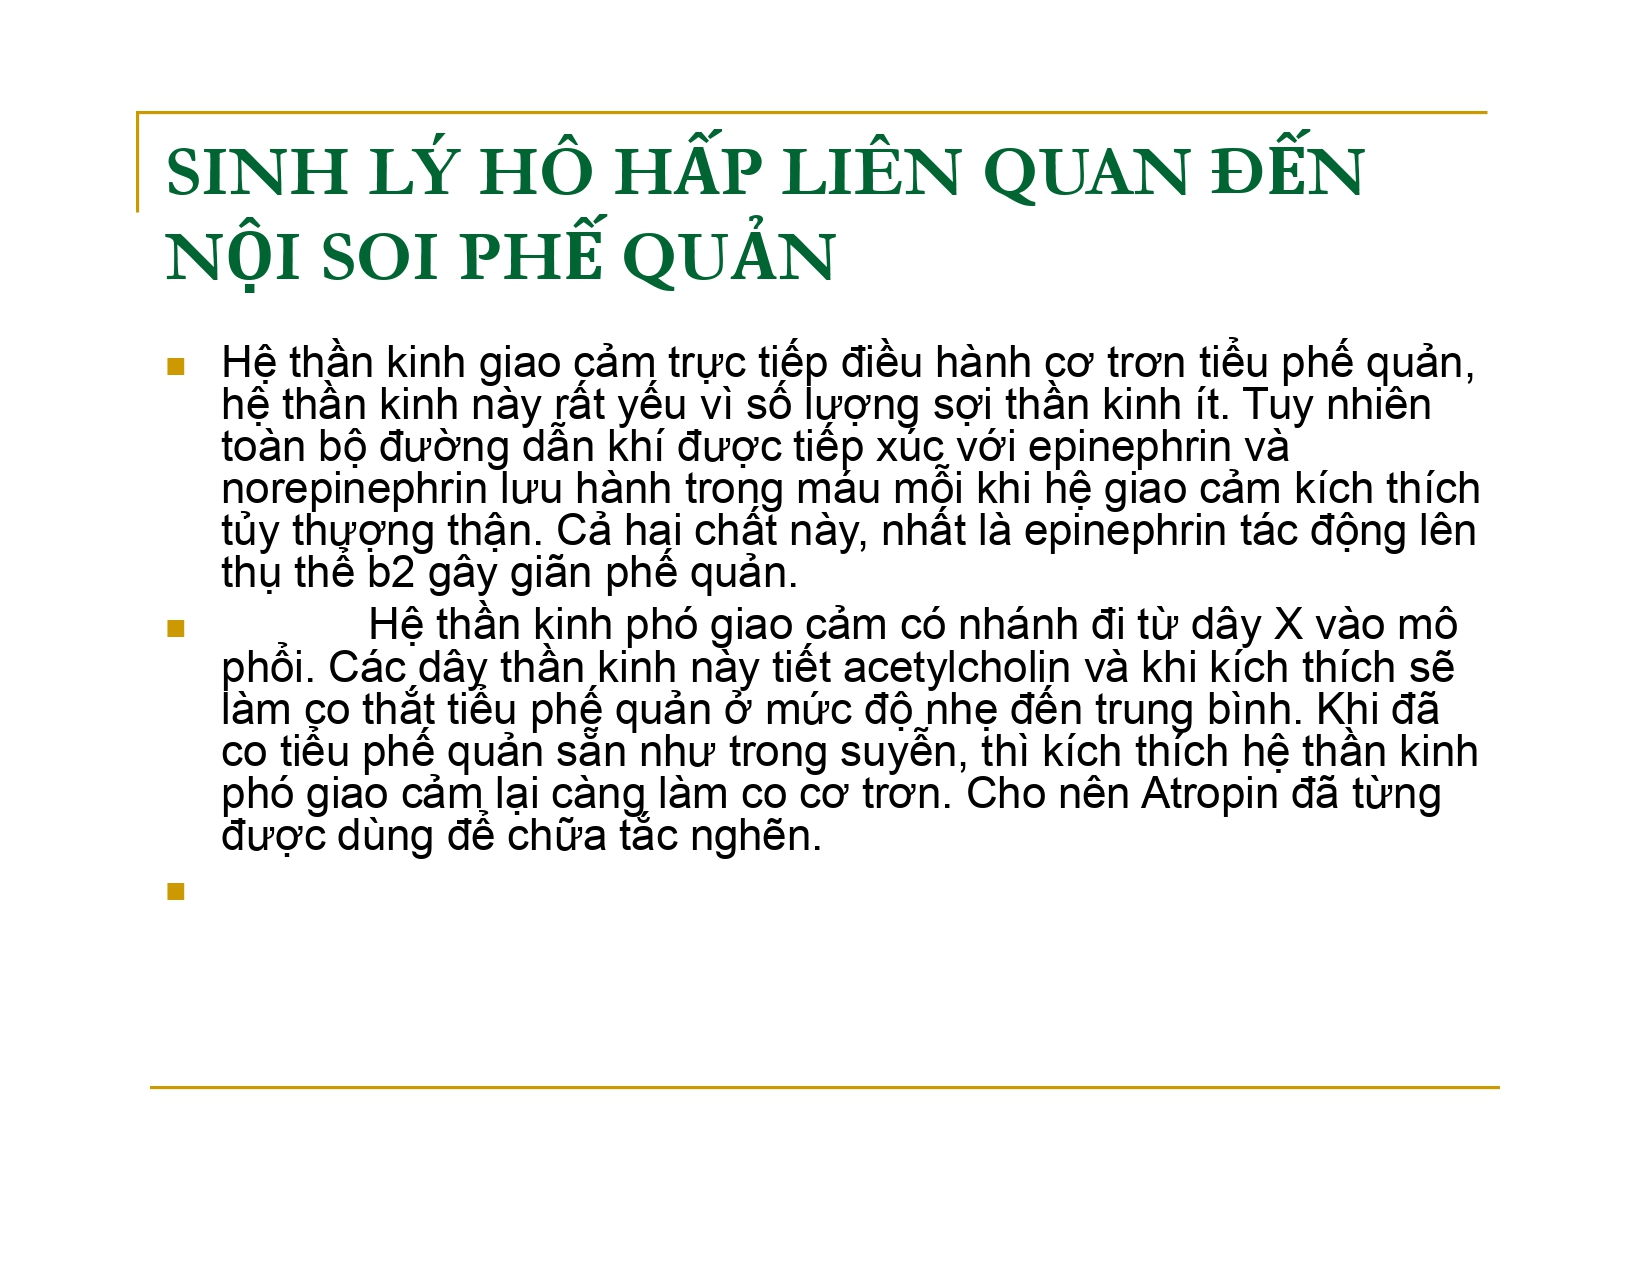 SINH LÝ HÔ HẤP LIÊN QUAN ĐẾN
NỘI SOI PHẾ QUẢN
Hệ thần kinh giao cảm trực tiếp điều hành cơ trơn tiểu phế quản,
hệ thần kinh này rất yếu vì số lượng sợi thần kinh ít. Tuy nhiên
toàn bộ đường dẫn khí được tiếp xúc với epinephrin và
norepinephrin lưu hành trong máu mỗi khi hệ giao cảm kích thích
tủy thượng thận. Cả hai chất này, nhất là epinephrin tác động lên
thụ thể b2 gây giãn phế quản.
Hệ thần kinh phó giao cảm có nhánh đi từ dây X vào mô
phổi. Các dây thần kinh này tiết acetylcholin và khi kích thích sẽ
làm co thắt tiểu phế quản ở mức độ nhẹ đến trung bình. Khi đã
co tiểu phế quản sẵn như trong suyễn, thì kích thích hệ thần kinh
phó giao cảm lại càng làm co cơ trơn. Cho nên Atropin đã từng
được dùng để chữa tắc nghẽn.